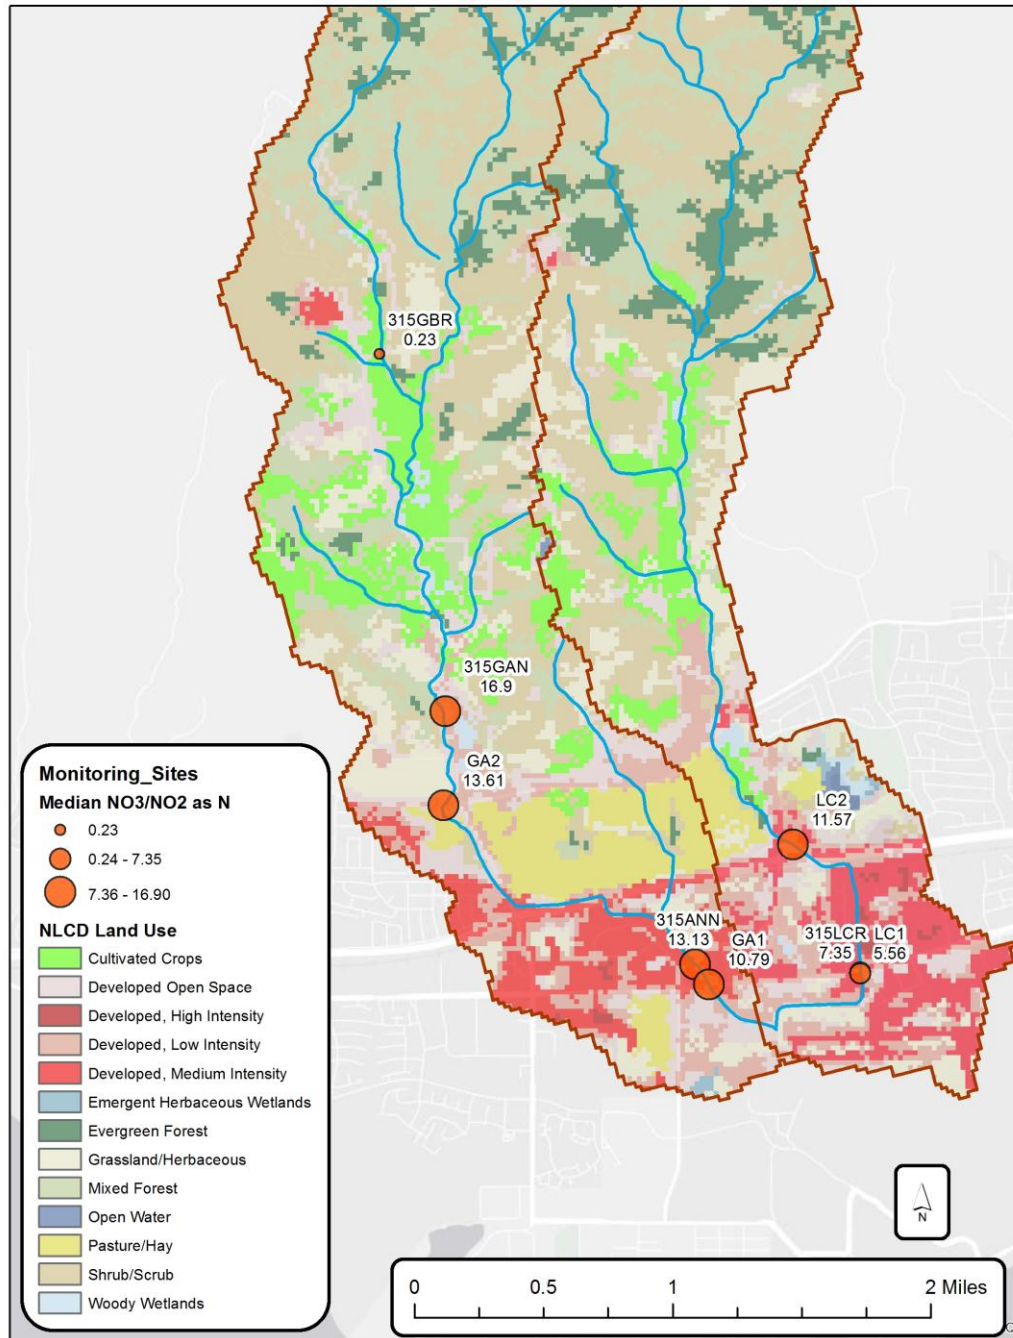 315GBR
0.23
315GAN
16.9
GA2
13.61
LC2
11.57
315ANN
13.13
GA1
10.79
315LCR
7.35
LC1
5.56
Monitoring_Sites
Median NO3/NO2 as N
0.23
0.24 - 7.35
7.36 - 16.90
NLCD Land Use
Cultivated Crops
Developed Open Space
Developed, High Intensity
Developed, Low Intensity
Developed, Medium Intensity
Emergent Herbaceous Wetlands
Evergreen Forest
Grassland/Herbaceous
Mixed Forest
Open Water
Pasture/Hay
Shrub/Scrub
Woody Wetlands
N
0 0.5 1 2 Miles